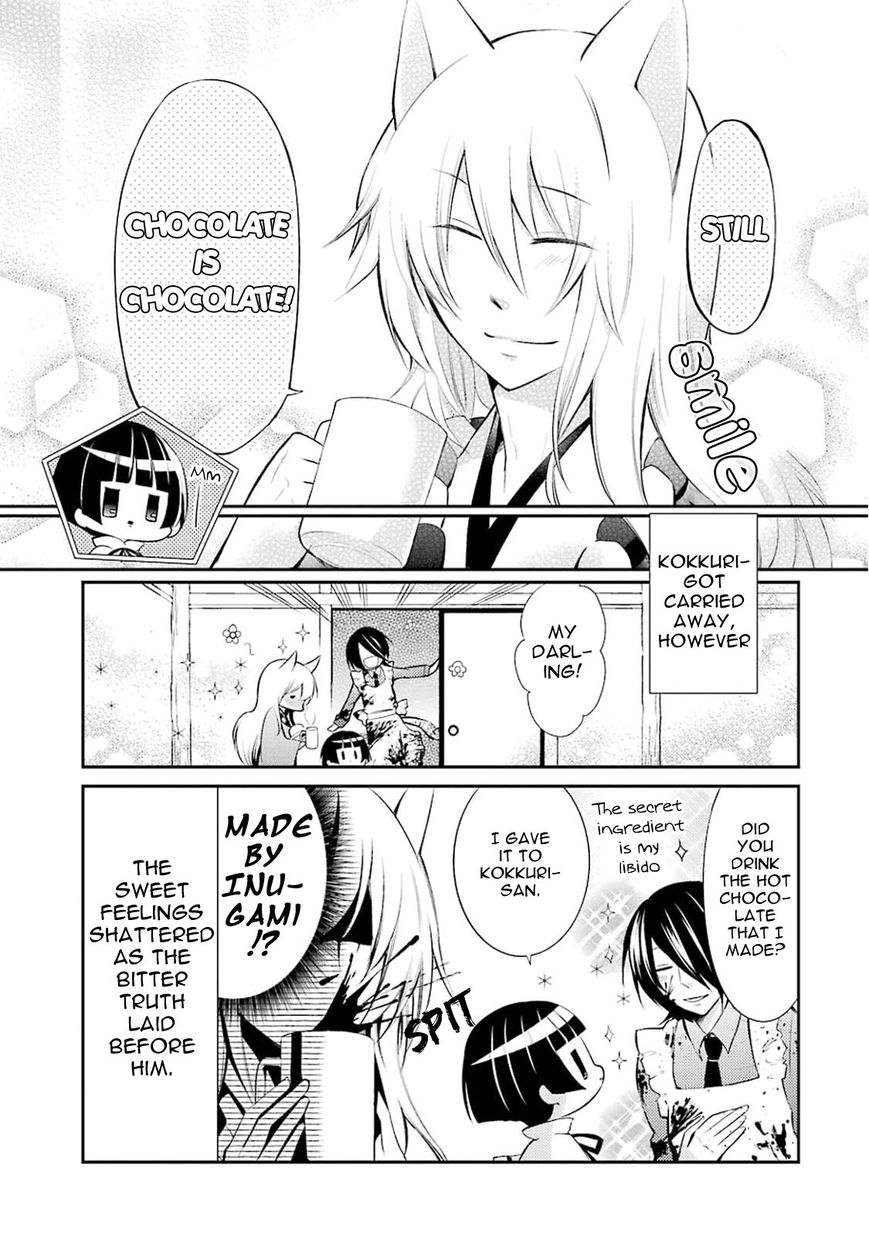 STILL
CHOCOLATE
IS
CHOCOLATE!
smile
Mm
KOKKURI-
GOT
CARRIED
AWAY,
HOWEVER
MY
DARL-
ING!
DID
YOU
DRINK
THE HOT
CHOCO-
LATE
THAT I
MADE?
The secret
ingredient
is my
libido
I GAVE
IT TO
KOKKURI-
SAN.
SPIT
MADE
BY
INU-
GAMI
!?
THE
SWEET
FEELINGS
SHATTERED
AS THE
BITTER
TRUTH
LAID
BEFORE
HIM.